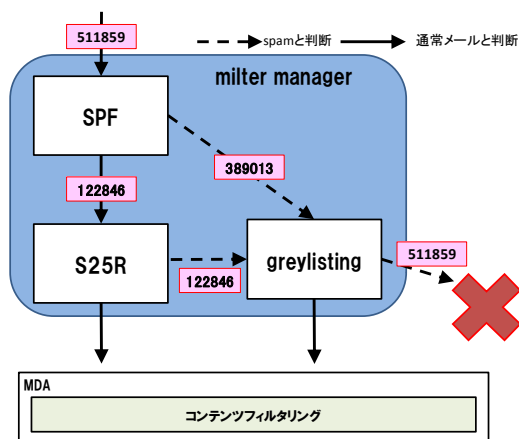 511859
spamと判断
通常メールと判断
milter manager
SPF
389013
122846
S25R
greylisting
511859
122846
MDA
コンテンツフィルタリング